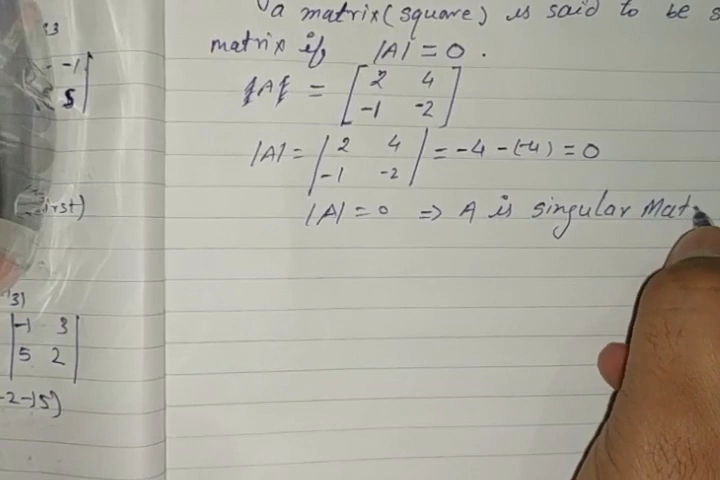 33
-1
5
irst)
3)
|-1 3|
|5 2|
-2-15)
a matrix (square) is said to be s
matrix if |A| = 0 .
A = [2 4
-1 -2]
|A| = |2 4
-1 -2| = -4 - (-4) = 0
|A| = 0 ⇒ A is singular Mat